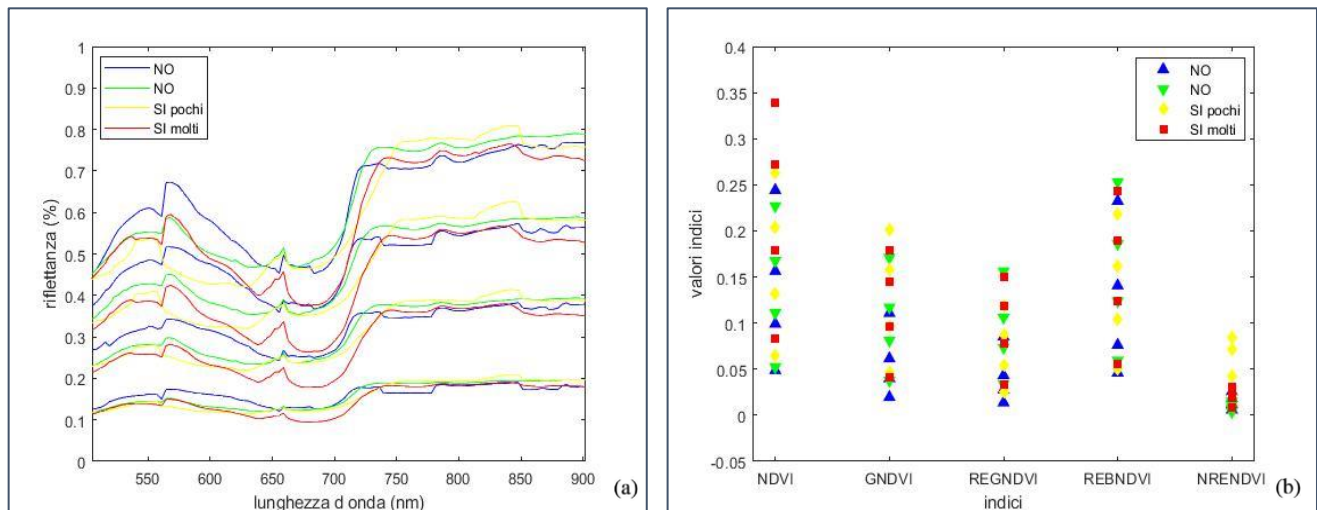 1
0.9
0.8
0.7
0.6
0.5
0.4
0.3
0.2
0.1
0
riflettanza (%)
NO
NO
SI pochi
SI molti
550 600 650 700 750 800 850 900
lunghezza d onda (nm)
(a)
0.4
0.35
0.3
0.25
0.2
0.15
0.1
0.05
0
-0.05
valori indici
NO
NO
SI pochi
SI molti
NDVI GNDVI REGNDVI REBNDVI NRENDVI
indici
(b)